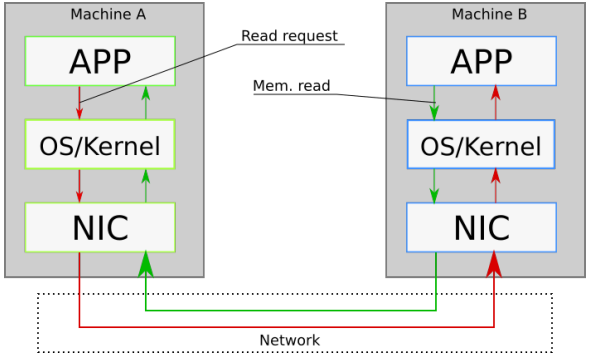 Machine A
Machine B
Read request
APP
APP
Mem. read
OS/Kernel
OS/Kernel
NIC
NIC
Network